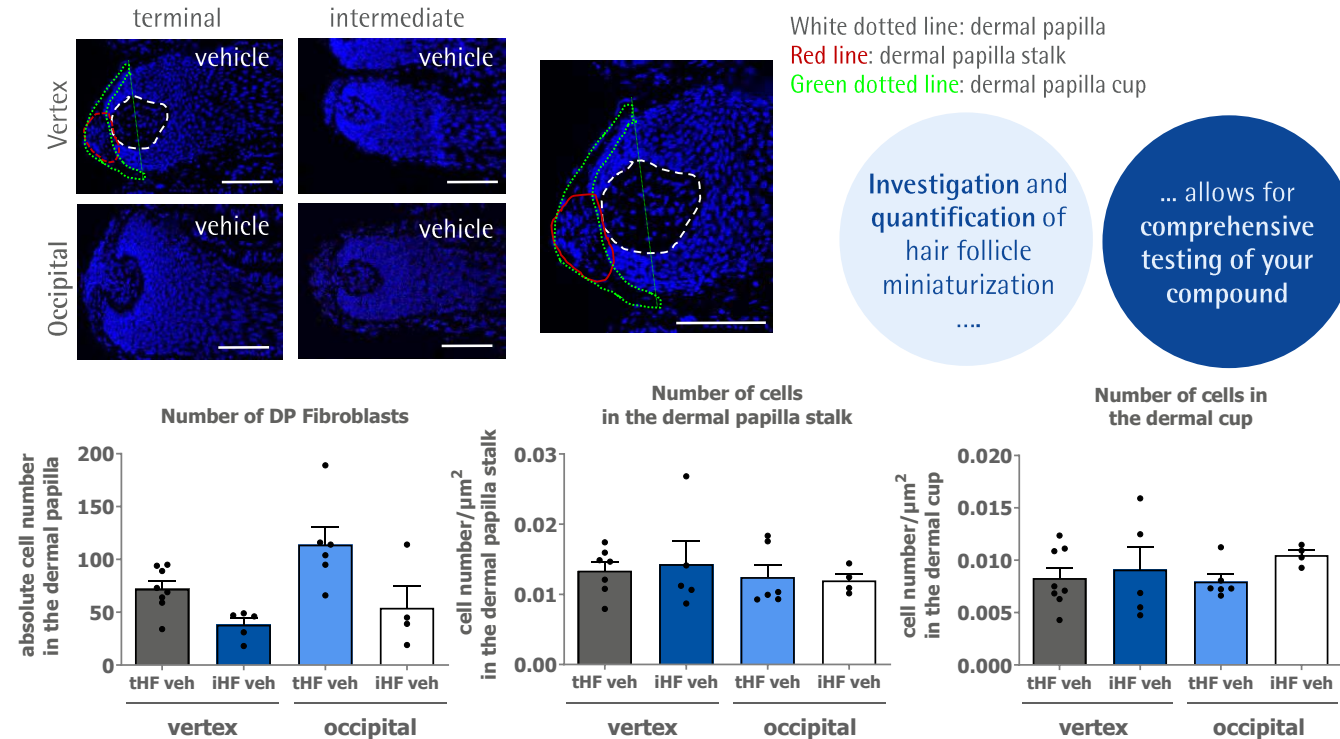 terminal
intermediate
Vertex
vehicle
vehicle
Occipital
vehicle
vehicle
White dotted line: dermal papilla
Red line: dermal papilla stalk
Green dotted line: dermal papilla cup
Investigation and
quantification of
hair follicle
miniaturization
....
... allows for
comprehensive
testing of your
compound
Number of DP Fibroblasts
absolute cell number
in the dermal papilla
200
150
100
50
0
tHF veh
iHF veh
tHF veh
iHF veh
vertex
occipital
Number of cells
in the dermal papilla stalk
cell number/µm²
in the dermal papilla stalk
0.03
0.02
0.01
0.00
tHF veh
iHF veh
tHF veh
iHF veh
vertex
occipital
Number of cells in
the dermal cup
cell number/µm²
in the dermal cup
0.020
0.015
0.010
0.005
0.000
tHF veh
iHF veh
tHF veh
iHF veh
vertex
occipital